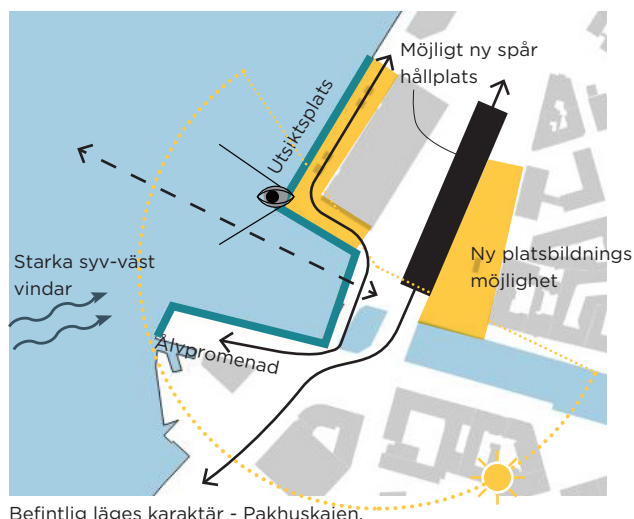 Möjligt ny spår
hållplats
Utsiktsplats
Ny platsbildnings
möjlighet
Starka syv-väst
vindar
Älvpromenad
Befintlig läges karaktär - Pakhuskajen.